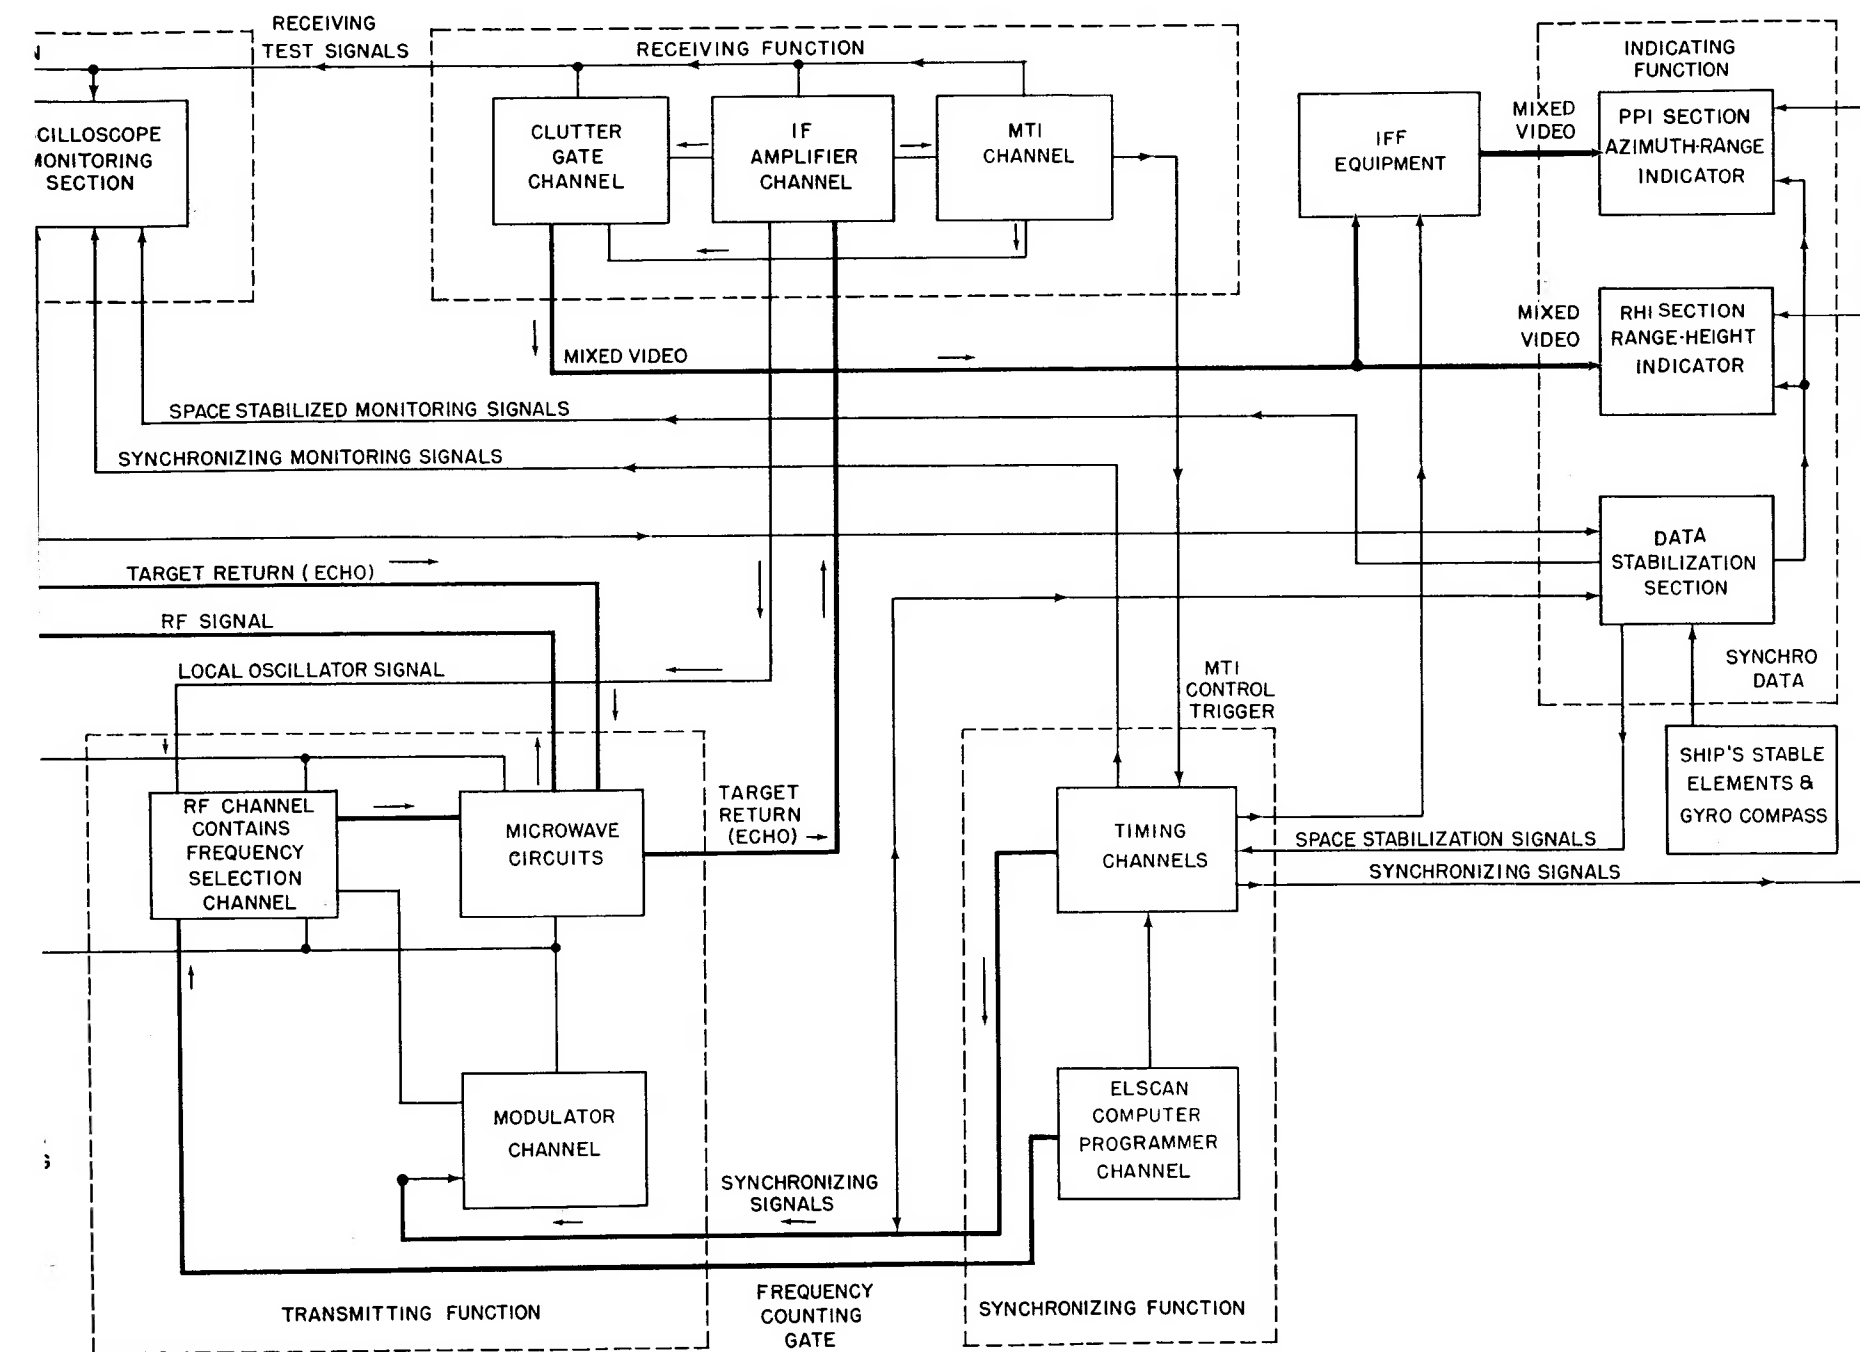 RECEIVING
TEST SIGNALS
RECEIVING FUNCTION
INDICATING
FUNCTION
CILLOSCOPE
MONITORING
SECTION
CLUTTER
GATE
CHANNEL
IF
AMPLIFIER
CHANNEL
MTI
CHANNEL
IFF
EQUIPMENT
MIXED
VIDEO
PPI SECTION
AZIMUTH-RANGE
INDICATOR
MIXED VIDEO
MIXED
VIDEO
RHI SECTION
RANGE-HEIGHT
INDICATOR
SPACE STABILIZED MONITORING SIGNALS
SYNCHRONIZING MONITORING SIGNALS
DATA
STABILIZATION
SECTION
TARGET RETURN (ECHO)
RF SIGNAL
LOCAL OSCILLATOR SIGNAL
MTI
CONTROL
TRIGGER
SYNCHRO
DATA
SHIP'S STABLE
ELEMENTS &
GYRO COMPASS
RF CHANNEL
CONTAINS
FREQUENCY
SELECTION
CHANNEL
MICROWAVE
CIRCUITS
TARGET
RETURN
(ECHO)
TIMING
CHANNELS
SPACE STABILIZATION SIGNALS
SYNCHRONIZING SIGNALS
MODULATOR
CHANNEL
ELSCAN
COMPUTER
PROGRAMMER
CHANNEL
SYNCHRONIZING
SIGNALS
TRANSMITTING FUNCTION
FREQUENCY
COUNTING
GATE
SYNCHRONIZING FUNCTION